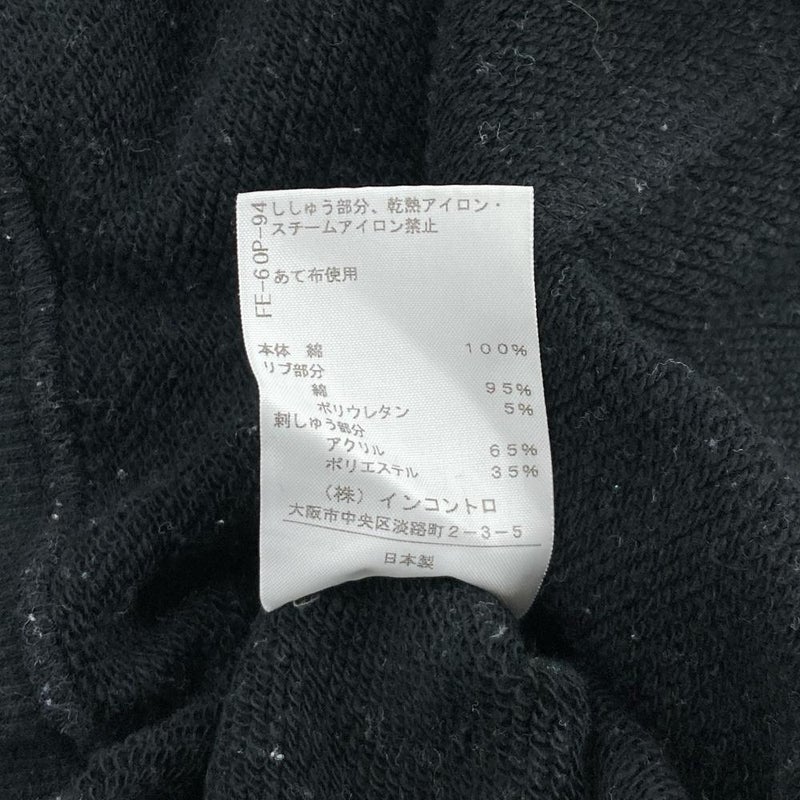 FE-60P-94
ししゅう部分、乾熱アイロン・
スチームアイロン禁止
あて布使用
本体 綿 100%
リブ部分
綿 95%
ポリウレタン 5%
刺しゅう部分
アクリル 65%
ポリエステル 35%
(株) インコントロ
大阪市中央区淡路町2-3-5
日本製